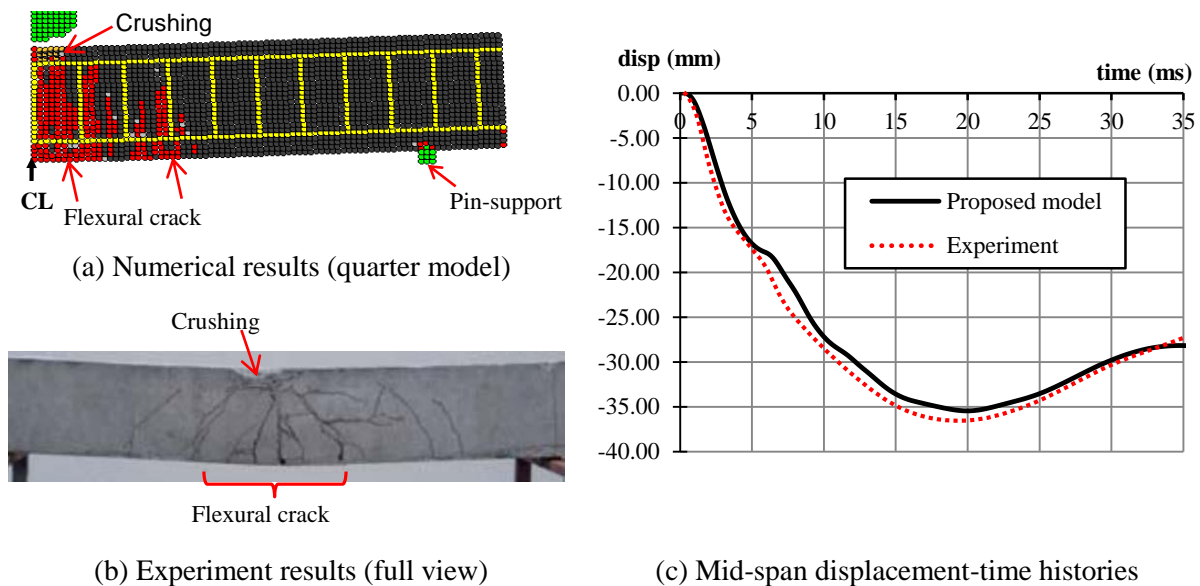 Crushing
CL
Flexural crack
Pin-support
(a) Numerical results (quarter model)
Crushing
Flexural crack
(b) Experiment results (full view)
disp (mm)
time (ms)
0.00
-5.00
-10.00
-15.00
-20.00
-25.00
-30.00
-35.00
-40.00
0 5 10 15 20 25 30 35
Proposed model
Experiment
(c) Mid-span displacement-time histories